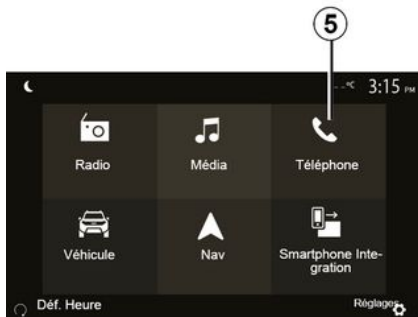 5
--°C 3:15 PM
Radio Média Téléphone
Véhicule Nav Smartphone Inte-
gration
Déf. Heure Réglages